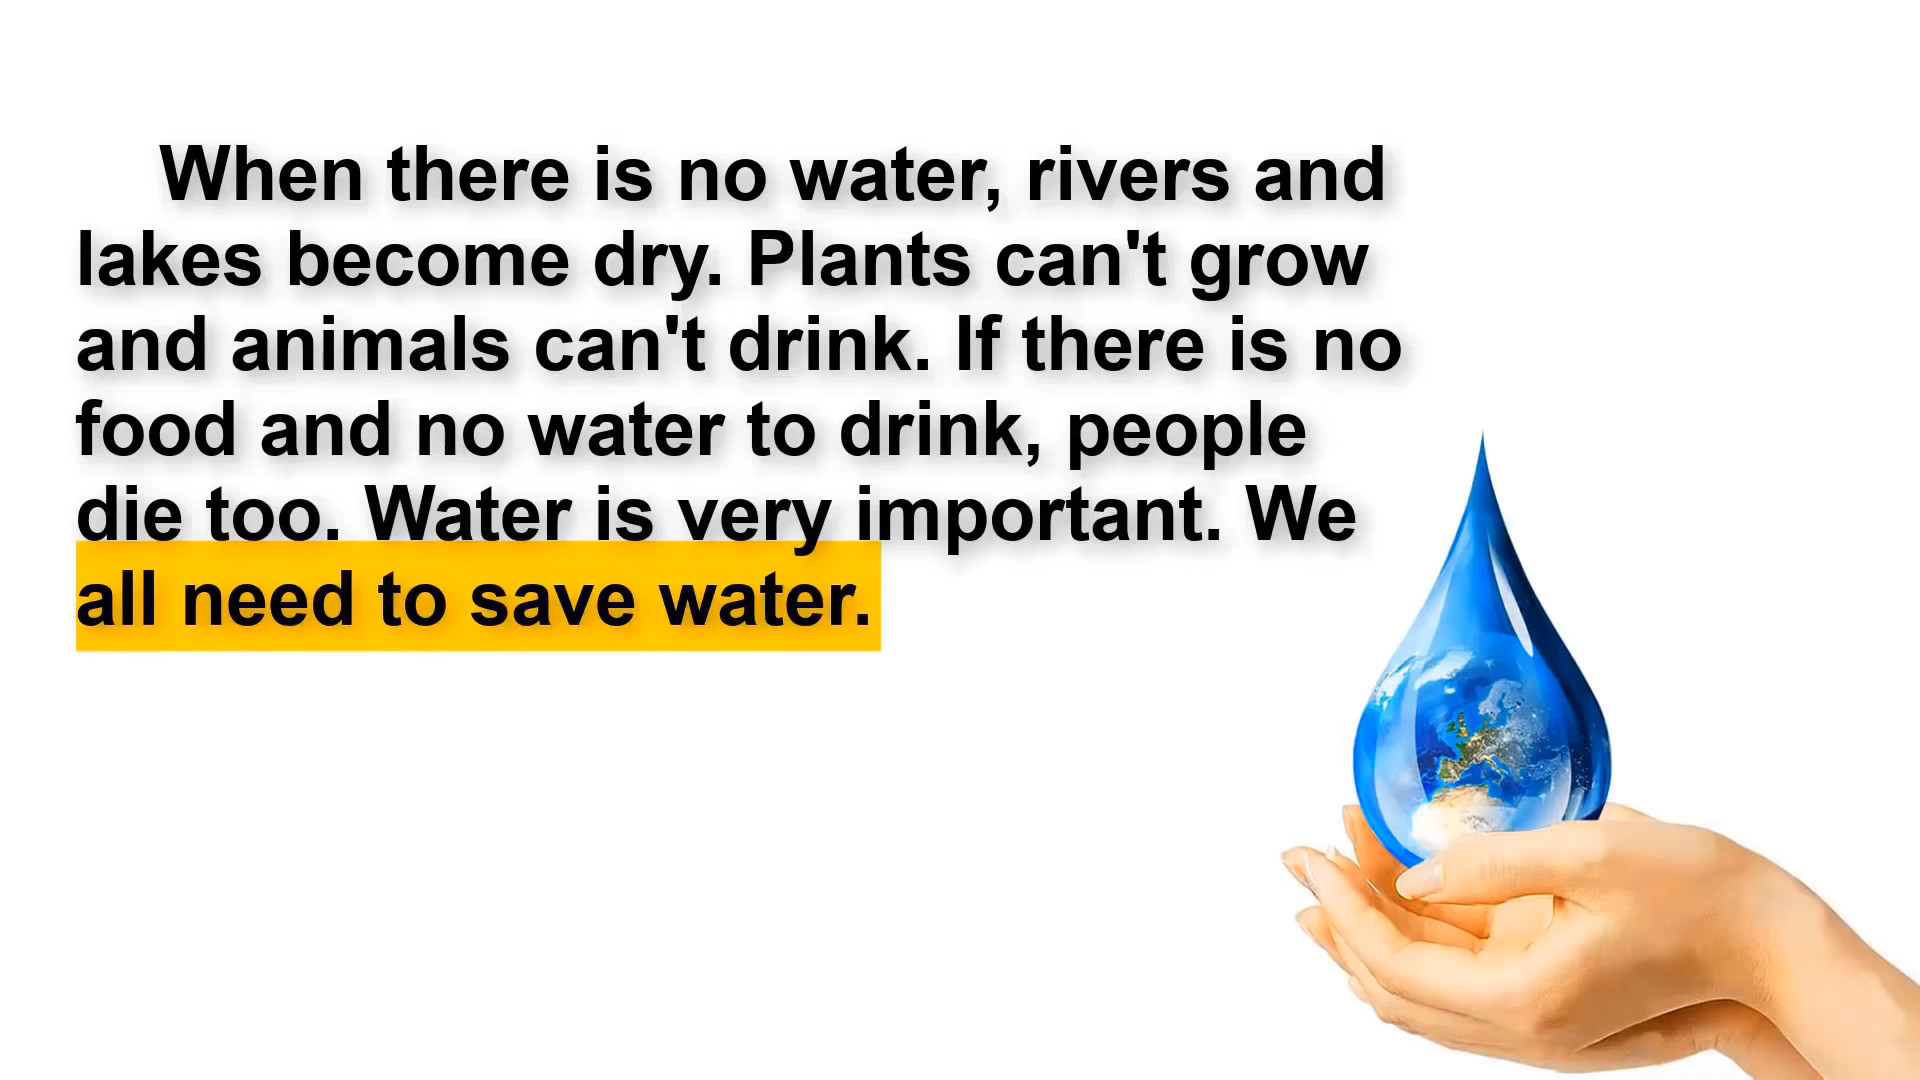 When there is no water, rivers and
lakes become dry. Plants can't grow
and animals can't drink. If there is no
food and no water to drink, people
die too. Water is very important. We
all need to save water.